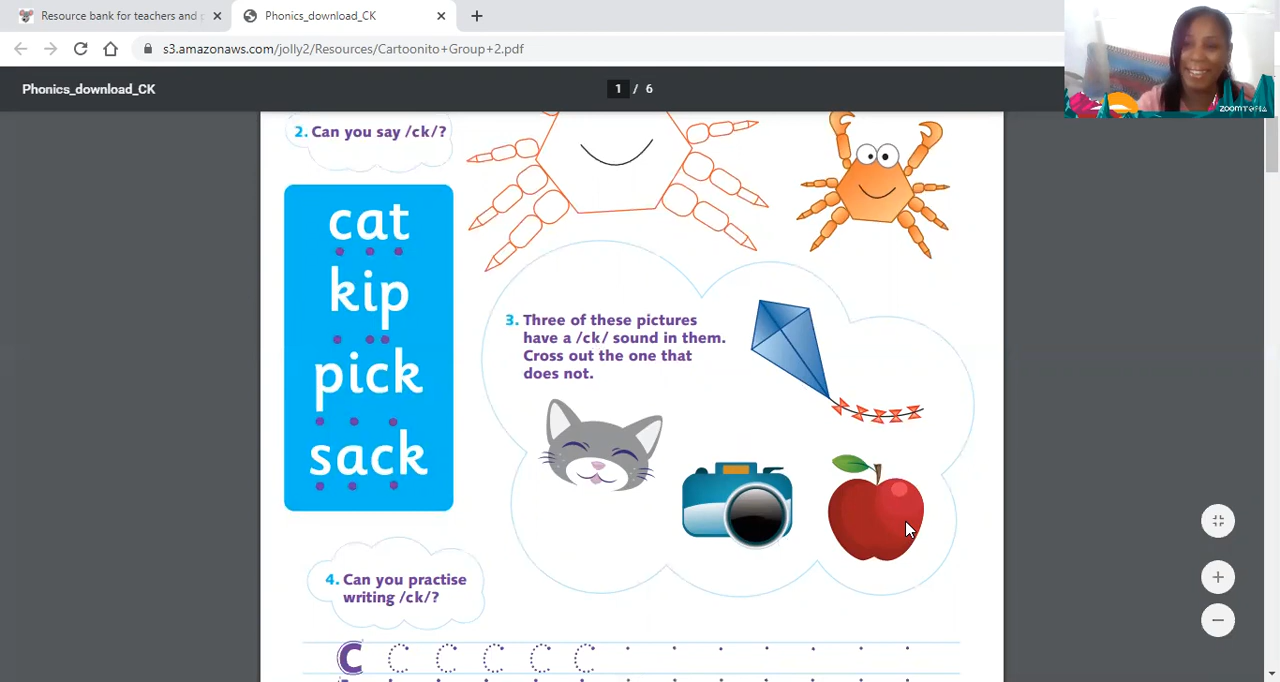 Resource bank for teachers and
Phonics_download_CK
s3.amazonaws.com/jolly2/Resources/Cartoonito+Group+2.pdf
Phonics_download_CK
1 / 6
zoomtopia
2. Can you say /ck/?
cat
kip
pick
sack
3. Three of these pictures
have a /ck/ sound in them.
Cross out the one that
does not.
4. Can you practise
writing /ck/?
c c c c c c